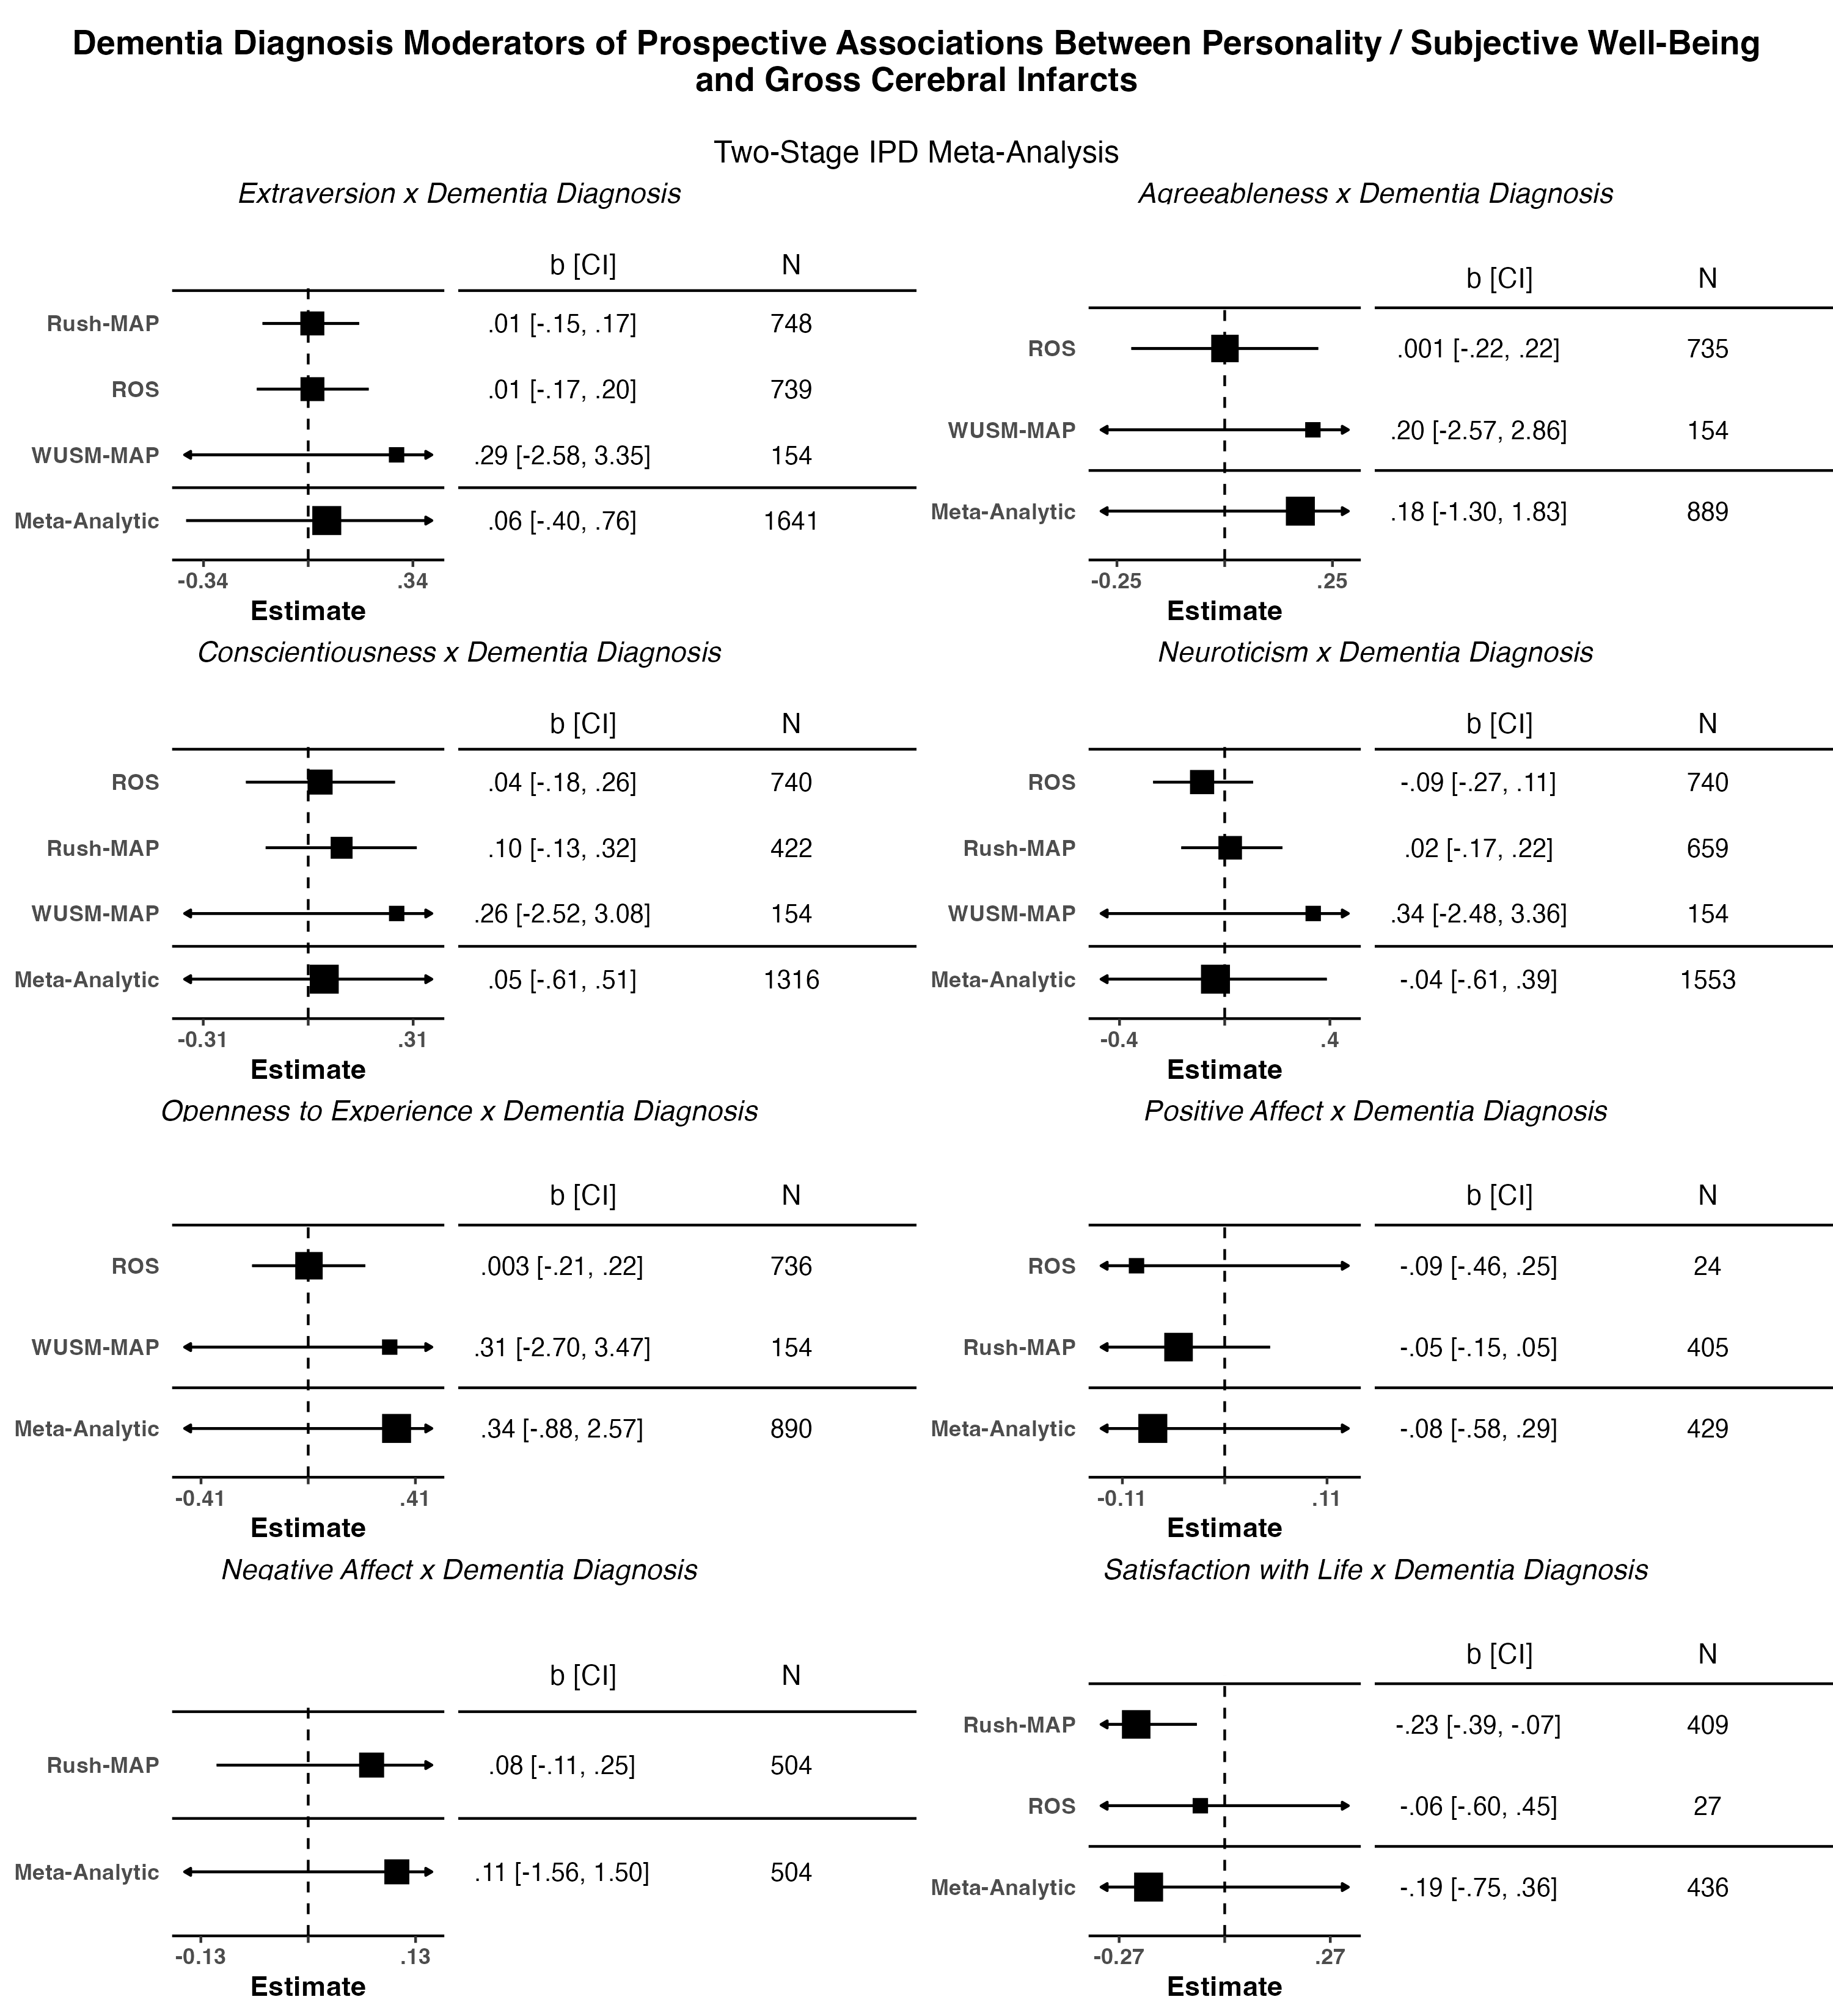 Dementia Diagnosis Moderators of Prospective Associations Between Personality / Subjective Well-Being
and Gross Cerebral Infarcts
Two-Stage IPD Meta-Analysis
Extraversion x Dementia Diagnosis
b [CI] N
Rush-MAP .01 [-.15, .17] 748
ROS .01 [-.17, .20] 739
WUSM-MAP .29 [-2.58, 3.35] 154
Meta-Analytic .06 [-.40, .76] 1641
-0.34 .34
Estimate
Agreeableness x Dementia Diagnosis
b [CI] N
ROS .001 [-.22, .22] 735
WUSM-MAP .20 [-2.57, 2.86] 154
Meta-Analytic .18 [-1.30, 1.83] 889
-0.25 .25
Estimate
Conscientiousness x Dementia Diagnosis
b [CI] N
ROS .04 [-.18, .26] 740
Rush-MAP .10 [-.13, .32] 422
WUSM-MAP .26 [-2.52, 3.08] 154
Meta-Analytic .05 [-.61, .51] 1316
-0.31 .31
Estimate
Neuroticism x Dementia Diagnosis
b [CI] N
ROS -.09 [-.27, .11] 740
Rush-MAP .02 [-.17, .22] 659
WUSM-MAP .34 [-2.48, 3.36] 154
Meta-Analytic -.04 [-.61, .39] 1553
-0.4 .4
Estimate
Openness to Experience x Dementia Diagnosis
b [CI] N
ROS .003 [-.21, .22] 736
WUSM-MAP .31 [-2.70, 3.47] 154
Meta-Analytic .34 [-.88, 2.57] 890
-0.41 .41
Estimate
Positive Affect x Dementia Diagnosis
b [CI] N
ROS -.09 [-.46, .25] 24
Rush-MAP -.05 [-.15, .05] 405
Meta-Analytic -.08 [-.58, .29] 429
-0.11 .11
Estimate
Negative Affect x Dementia Diagnosis
b [CI] N
Rush-MAP .08 [-.11, .25] 504
Meta-Analytic .11 [-1.56, 1.50] 504
-0.13 .13
Estimate
Satisfaction with Life x Dementia Diagnosis
b [CI] N
Rush-MAP -.23 [-.39, -.07] 409
ROS -.06 [-.60, .45] 27
Meta-Analytic -.19 [-.75, .36] 436
-0.27 .27
Estimate